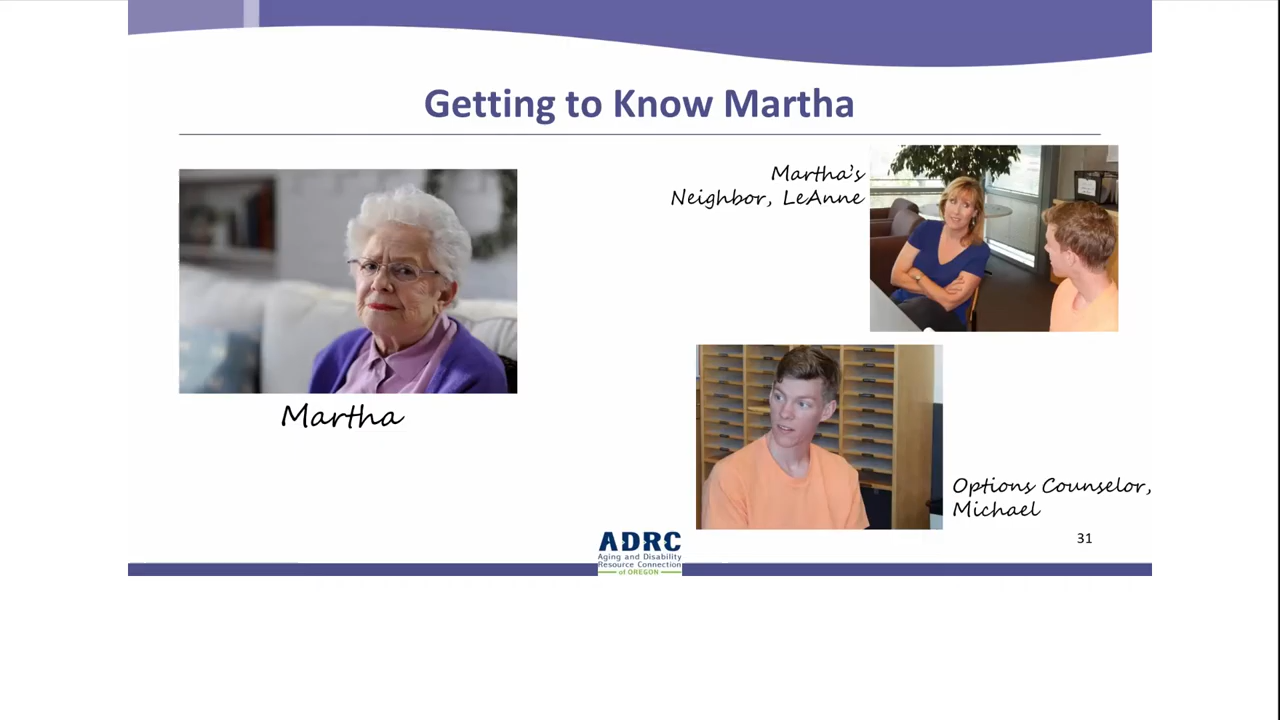 Getting to Know Martha
Martha's
Neighbor, LeAnne
Martha
Options Counselor,
Michael
31
ADRC
Aging and Disability
Resource Connection
of OREGON